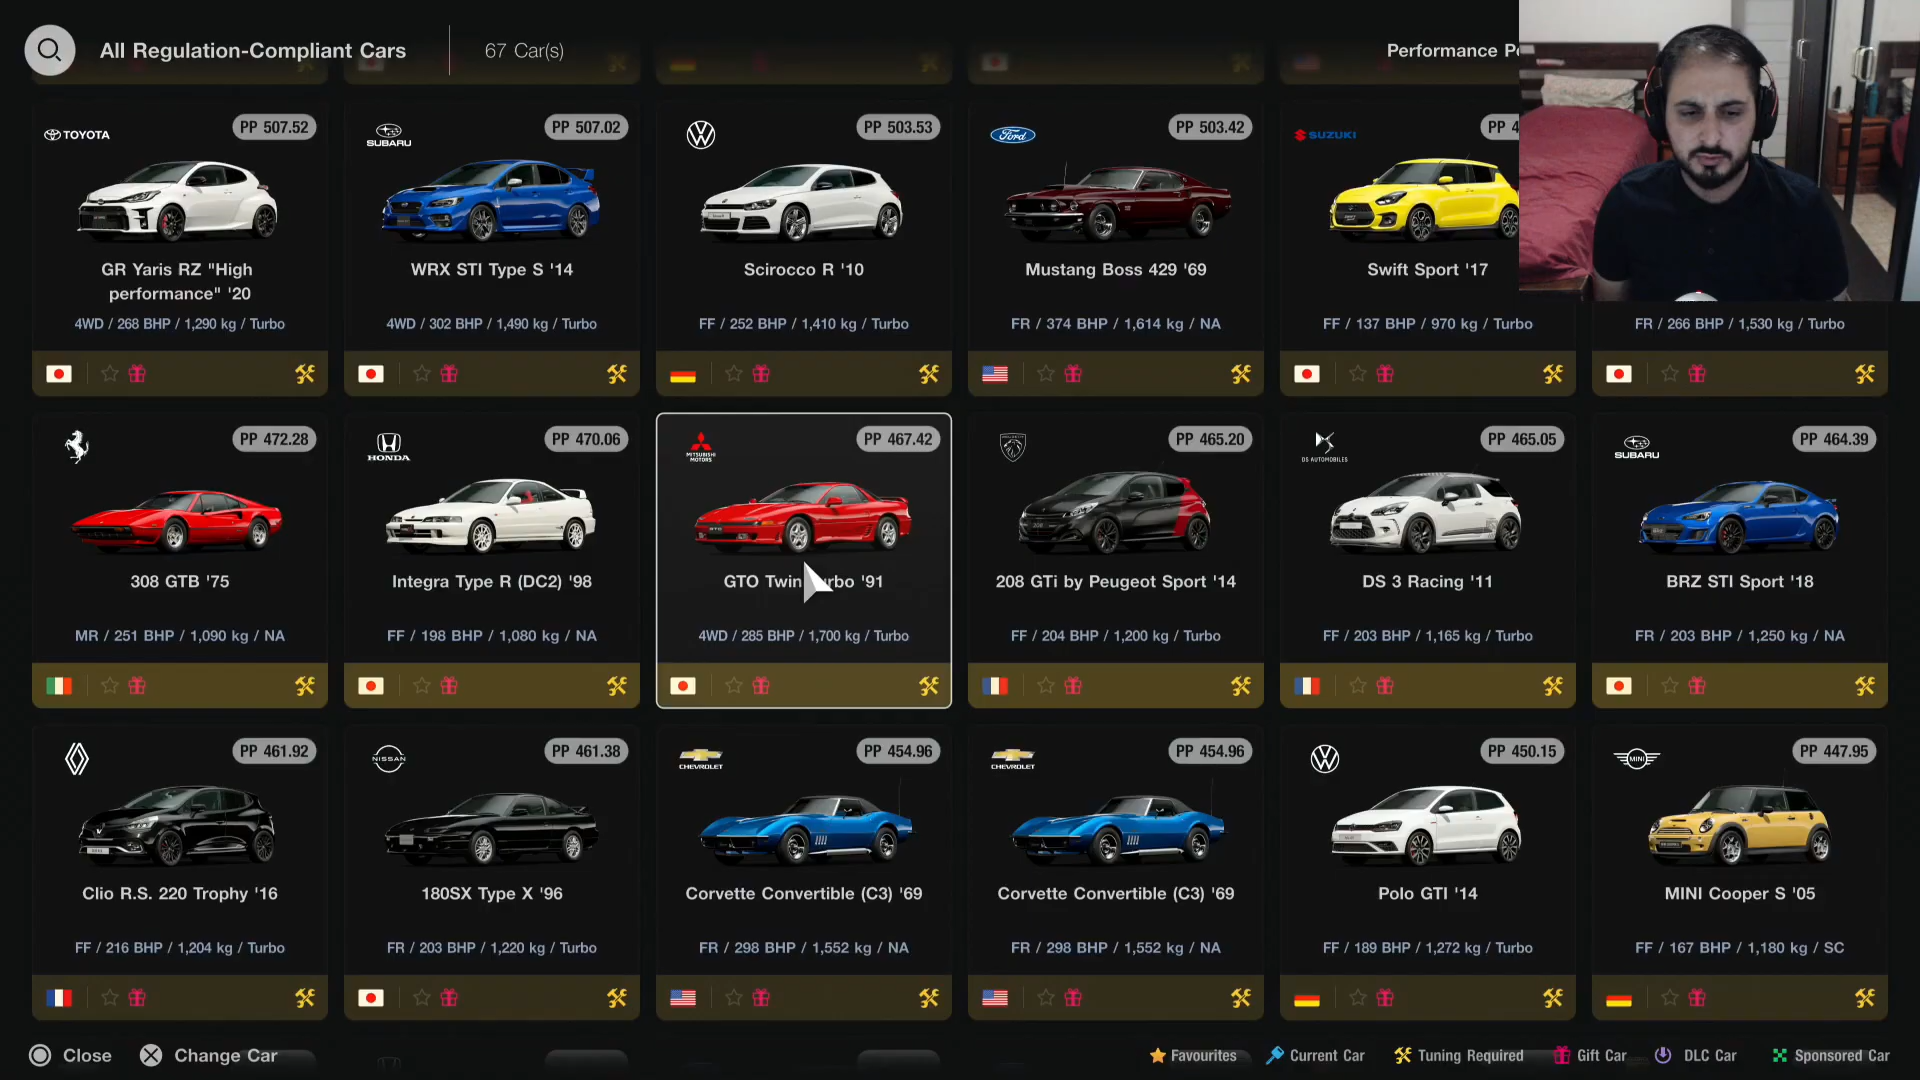 All Regulation-Compliant Cars
67 Car(s)
Performance
TOYOTA
PP 507.52
GR Yaris RZ "High
performance" '20
4WD / 268 BHP / 1,290 kg / Turbo
SUBARU
PP 507.02
WRX STI Type S '14
4WD / 302 BHP / 1,490 kg / Turbo
PP 503.53
Scirocco R '10
FF / 252 BHP / 1,410 kg / Turbo
Ford
PP 503.42
Mustang Boss 429 '69
FR / 374 BHP / 1,614 kg / NA
SUZUKI
PP 4
Swift Sport '17
FF / 137 BHP / 970 kg / Turbo
FR / 266 BHP / 1,530 kg / Turbo
PP 472.28
308 GTB '75
MR / 251 BHP / 1,090 kg / NA
HONDA
PP 470.06
Integra Type R (DC2) '98
FF / 198 BHP / 1,080 kg / NA
MITSUBISHI
MOTORS
PP 467.42
GTO Twin rbo '91
4WD / 285 BHP / 1,700 kg / Turbo
PP 465.20
208 GTi by Peugeot Sport '14
FF / 204 BHP / 1,200 kg / Turbo
DS AUTOMOBILES
PP 465.05
DS 3 Racing '11
FF / 203 BHP / 1,165 kg / Turbo
SUBARU
PP 464.39
BRZ STI Sport '18
FR / 203 BHP / 1,250 kg / NA
PP 461.92
Clio R.S. 220 Trophy '16
FF / 216 BHP / 1,204 kg / Turbo
NISSAN
PP 461.38
180SX Type X '96
FR / 203 BHP / 1,220 kg / Turbo
CHEVROLET
PP 454.96
Corvette Convertible (C3) '69
FR / 298 BHP / 1,552 kg / NA
CHEVROLET
PP 454.96
Corvette Convertible (C3) '69
FR / 298 BHP / 1,552 kg / NA
PP 450.15
Polo GTI '14
FF / 189 BHP / 1,272 kg / Turbo
MINI
PP 447.95
MINI Cooper S '05
FF / 167 BHP / 1,180 kg / SC
Close
Change Car
Favourites
Current Car
Tuning Required
Gift Car
DLC Car
Sponsored Car